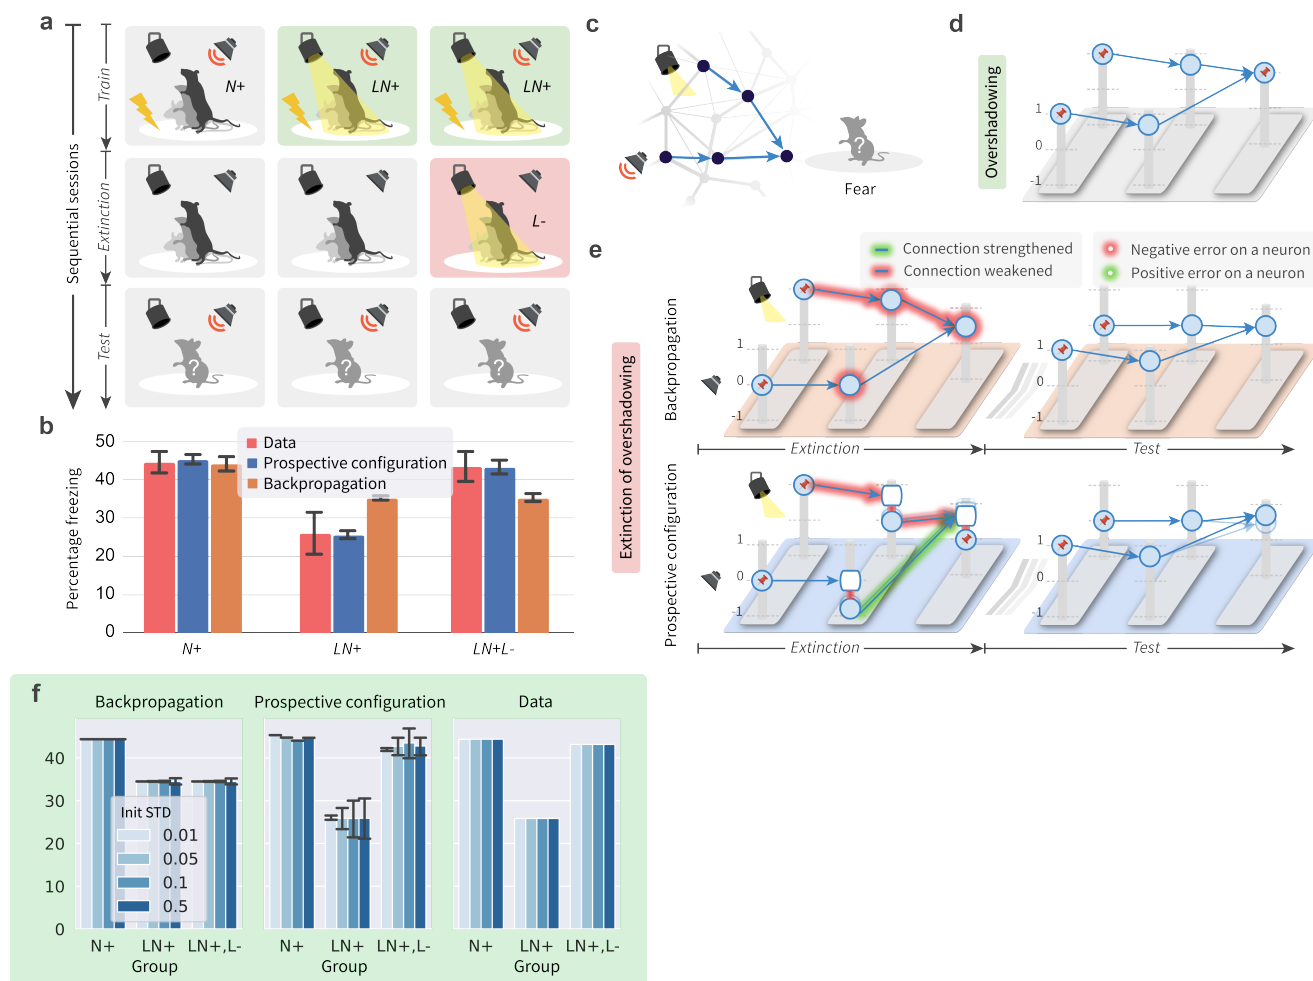 a
Sequential sessions
Train
Extinction
Test
N+
LN+
LN+
L-
?
?
?
b
Percentage freezing
50
40
30
20
10
0
Data
Prospective configuration
Backpropagation
N+
LN+
LN+L-
c
?
Fear
d
Overshadowing
1
0
-1
e
Connection strengthened
Connection weakened
Negative error on a neuron
Positive error on a neuron
Extinction of overshadowing
Backpropagation
1
0
-1
1
0
-1
Extinction
Test
Prospective configuration
1
0
-1
1
0
-1
Extinction
Test
f
Backpropagation
Prospective configuration
Data
40
30
20
10
0
Init STD
0.01
0.05
0.1
0.5
N+ LN+ LN+,L-
Group
N+ LN+ LN+,L-
Group
N+ LN+ LN+,L-
Group